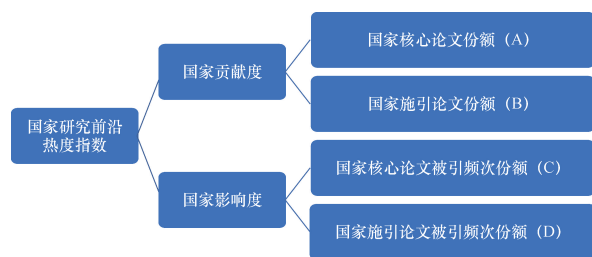 国家研究前沿
热度指数
国家贡献度
国家影响度
国家核心论文份额（A）
国家施引论文份额（B）
国家核心论文被引频次份额（C）
国家施引论文被引频次份额（D）